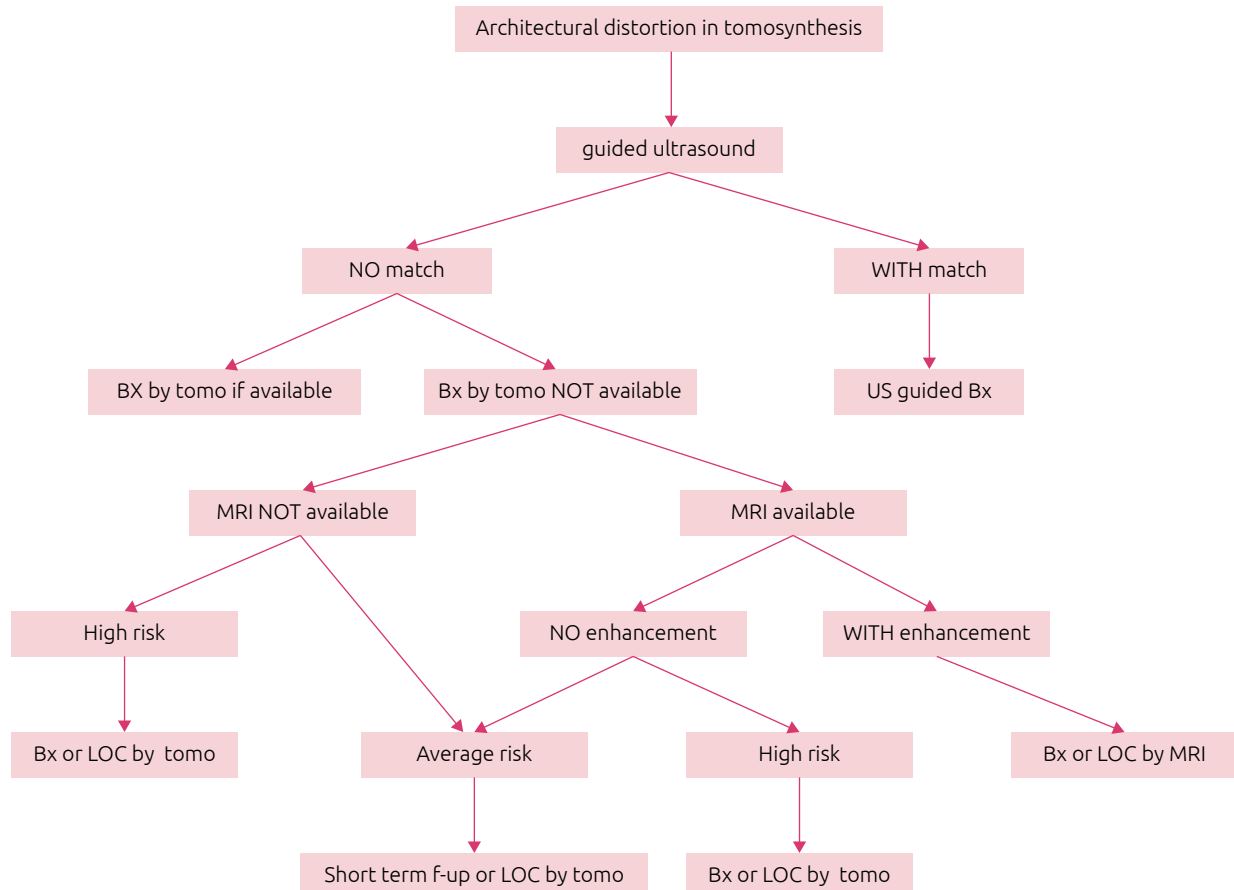 Architectural distortion in tomosynthesis
guided ultrasound
NO match
WITH match
BX by tomo if available
Bx by tomo NOT available
US guided Bx
MRI NOT available
MRI available
High risk
NO enhancement
WITH enhancement
Bx or LOC by tomo
Average risk
High risk
Bx or LOC by MRI
Short term f-up or LOC by tomo
Bx or LOC by tomo